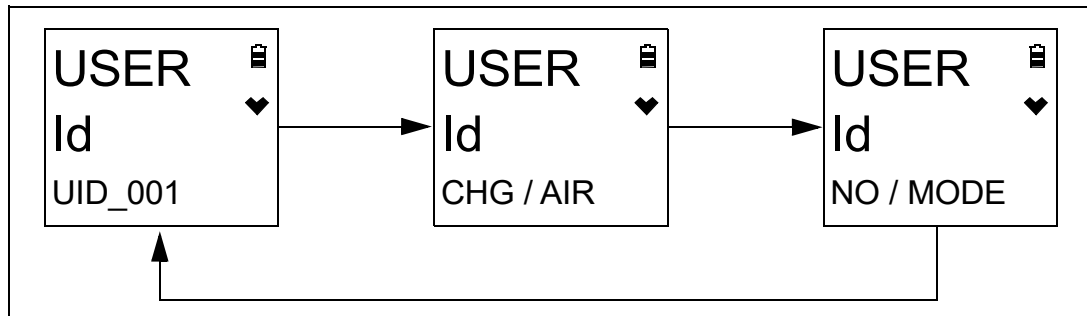 USER
Id
UID_001
USER
Id
CHG / AIR
USER
Id
NO / MODE